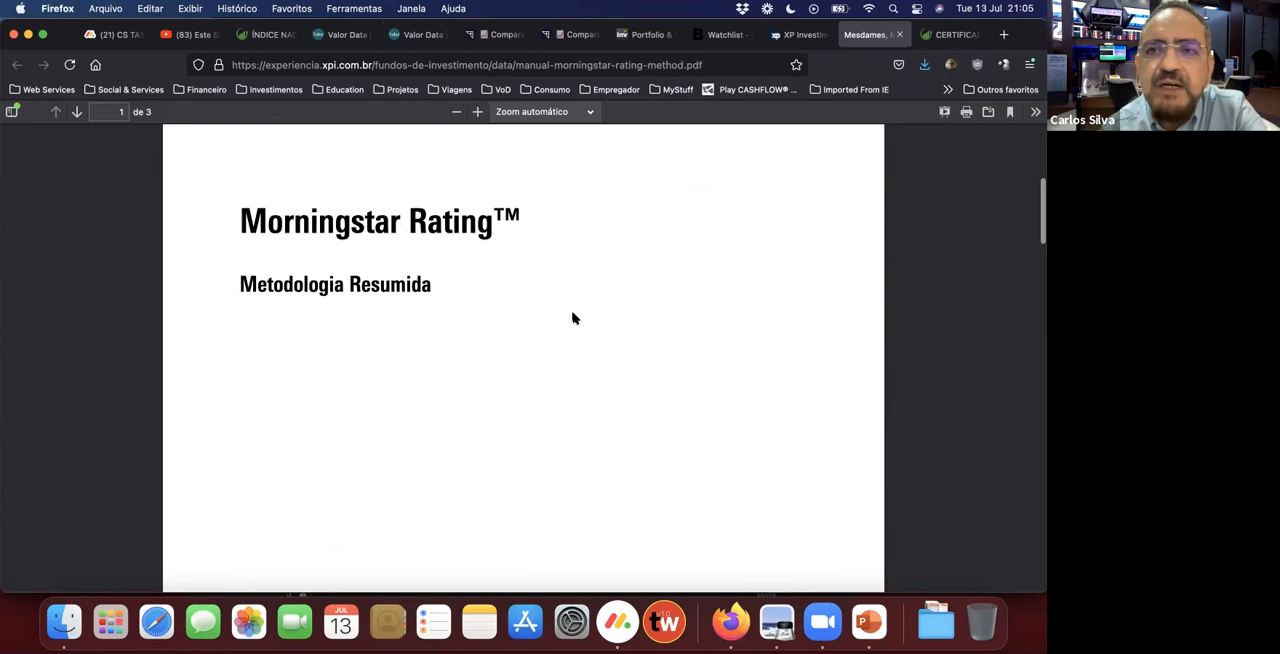 Firefox Arquivo Editar Exibir Histórico Favoritos Ferramentas Janela Ajuda Tue 13 Jul 21:05
(21) CS TAS (83) Este S ÍNDICE NAC Valor Data Valor Data Compara Compara Portfolio & Watchlist - XP Investim Mesdames, M CERTIFICA
https://experiencia.xpi.com.br/fundos-de-investimento/data/manual-morningstar-rating-method.pdf
Web Services Social & Services Financeiro Investimentos Education Projetos Viagens VoD Consumo Empregador MyStuff Play CASHFLOW® ... Imported From IE Outros favoritos
1 de 3 Zoom automático
Carlos Silva
Morningstar Rating™
Metodologia Resumida
JUL
13
tw
P